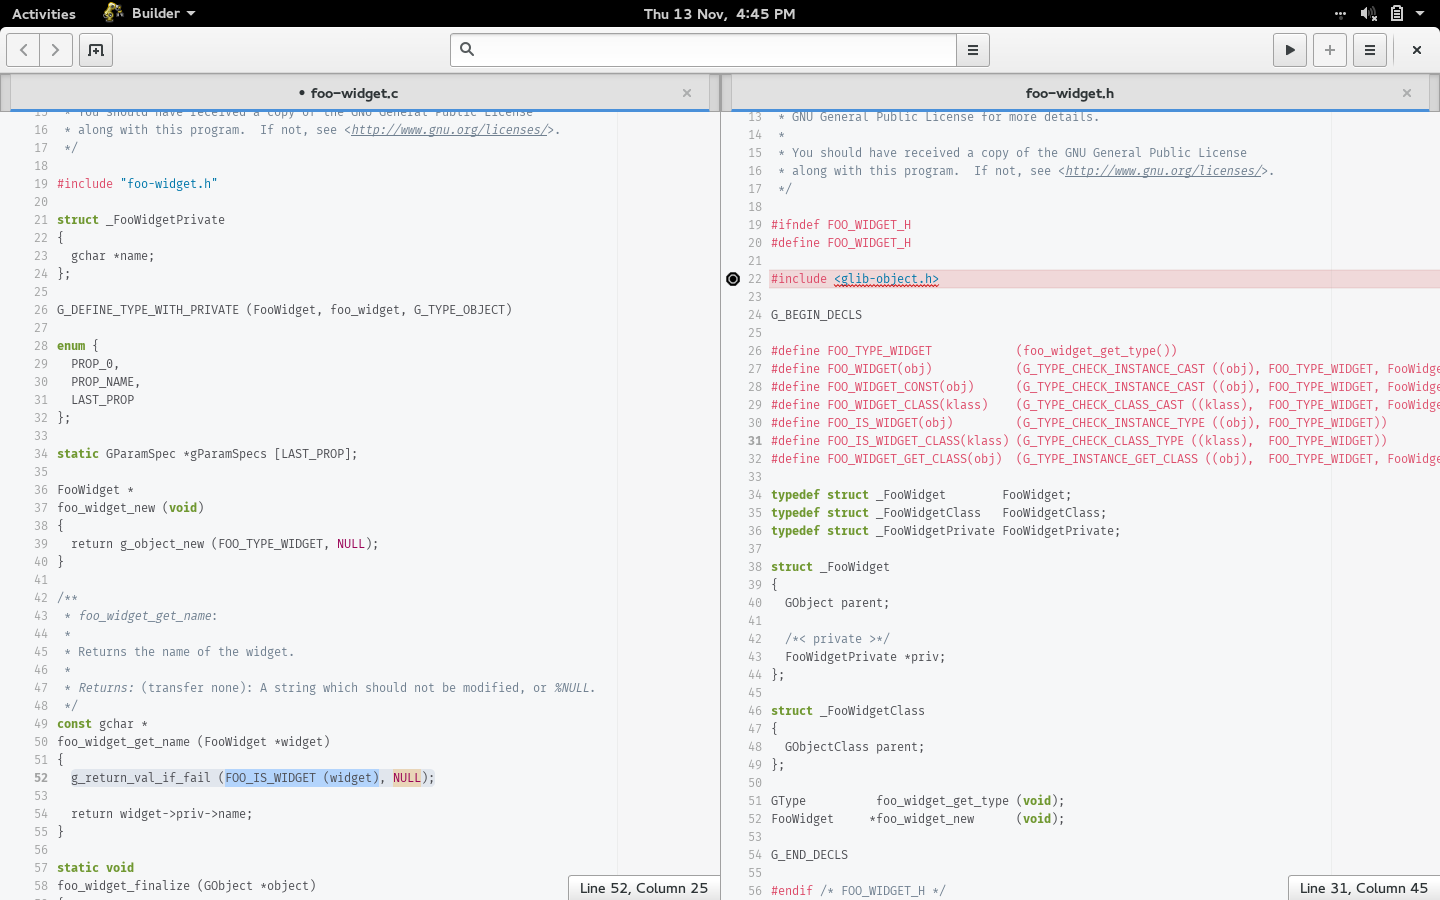 Activities Builder Thu 13 Nov, 4:45 PM
• foo-widget.c
15 * You should have received a copy of the GNU General Public License
16 * along with this program.  If not, see <http://www.gnu.org/licenses/>.
17 */
18
19 #include "foo-widget.h"
20
21 struct _FooWidgetPrivate
22 {
23   gchar *name;
24 };
25
26 G_DEFINE_TYPE_WITH_PRIVATE (FooWidget, foo_widget, G_TYPE_OBJECT)
27
28 enum {
29   PROP_0,
30   PROP_NAME,
31   LAST_PROP
32 };
33
34 static GParamSpec *gParamSpecs [LAST_PROP];
35
36 FooWidget *
37 foo_widget_new (void)
38 {
39   return g_object_new (FOO_TYPE_WIDGET, NULL);
40 }
41
42 /**
43  * foo_widget_get_name:
44  *
45  * Returns the name of the widget.
46  *
47  * Returns: (transfer none): A string which should not be modified, or %NULL.
48  */
49 const gchar *
50 foo_widget_get_name (FooWidget *widget)
51 {
52   g_return_val_if_fail (FOO_IS_WIDGET (widget), NULL);
53
54   return widget->priv->name;
55 }
56
57 static void
58 foo_widget_finalize (GObject *object)
Line 52, Column 25
foo-widget.h
13 * GNU General Public License for more details.
14 *
15 * You should have received a copy of the GNU General Public License
16 * along with this program.  If not, see <http://www.gnu.org/licenses/>.
17 */
18
19 #ifndef FOO_WIDGET_H
20 #define FOO_WIDGET_H
21
22 #include <glib-object.h>
23
24 G_BEGIN_DECLS
25
26 #define FOO_TYPE_WIDGET            (foo_widget_get_type())
27 #define FOO_WIDGET(obj)            (G_TYPE_CHECK_INSTANCE_CAST ((obj), FOO_TYPE_WIDGET, FooWidge
28 #define FOO_WIDGET_CONST(obj)      (G_TYPE_CHECK_INSTANCE_CAST ((obj), FOO_TYPE_WIDGET, FooWidge
29 #define FOO_WIDGET_CLASS(klass)    (G_TYPE_CHECK_CLASS_CAST ((klass),  FOO_TYPE_WIDGET, FooWidge
30 #define FOO_IS_WIDGET(obj)         (G_TYPE_CHECK_INSTANCE_TYPE ((obj), FOO_TYPE_WIDGET))
31 #define FOO_IS_WIDGET_CLASS(klass) (G_TYPE_CHECK_CLASS_TYPE ((klass),  FOO_TYPE_WIDGET))
32 #define FOO_WIDGET_GET_CLASS(obj)  (G_TYPE_INSTANCE_GET_CLASS ((obj),  FOO_TYPE_WIDGET, FooWidge
33
34 typedef struct _FooWidget        FooWidget;
35 typedef struct _FooWidgetClass   FooWidgetClass;
36 typedef struct _FooWidgetPrivate FooWidgetPrivate;
37
38 struct _FooWidget
39 {
40   GObject parent;
41
42   /*< private >*/
43   FooWidgetPrivate *priv;
44 };
45
46 struct _FooWidgetClass
47 {
48   GObjectClass parent;
49 };
50
51 GType          foo_widget_get_type (void);
52 FooWidget     *foo_widget_new      (void);
53
54 G_END_DECLS
55
56 #endif /* FOO_WIDGET_H */
Line 31, Column 45